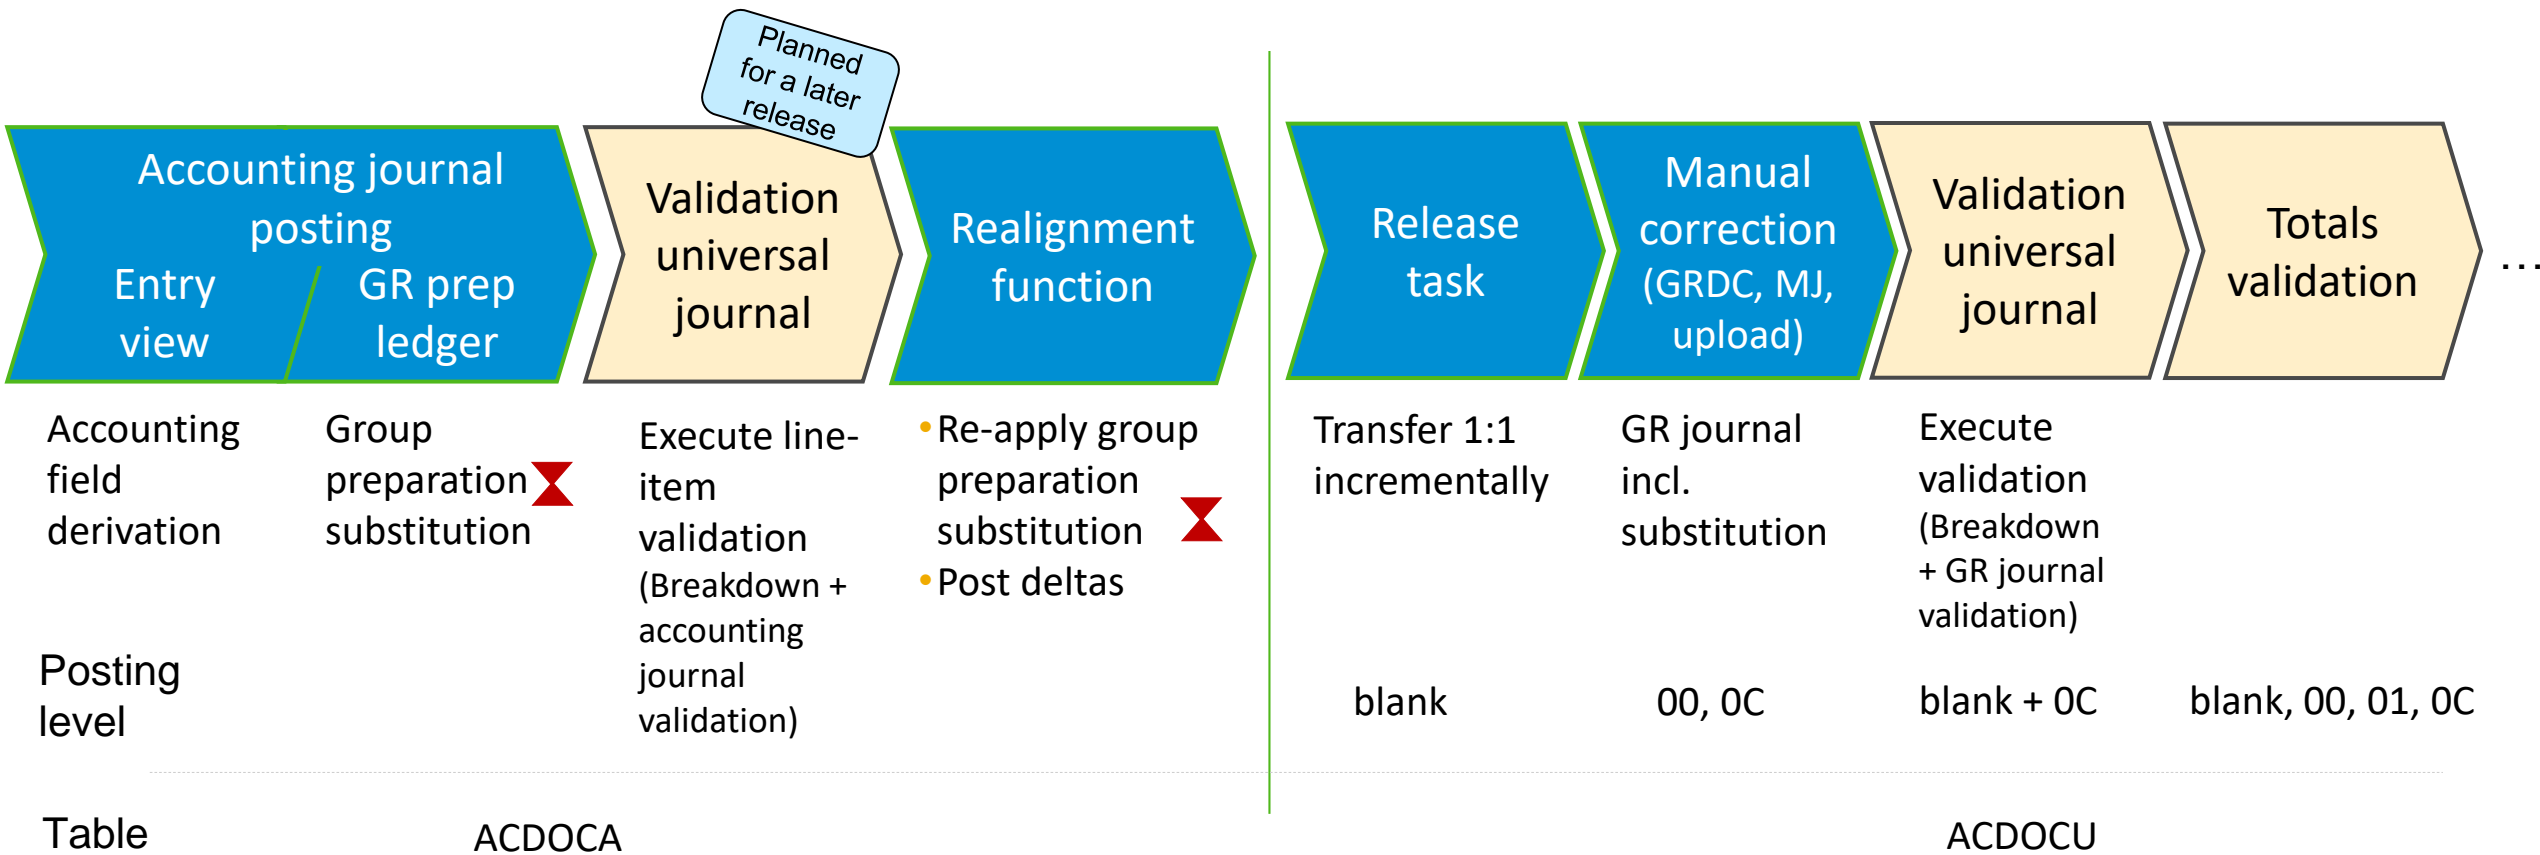 Planned
for a later
release
Accounting journal
posting
Entry
view
GR prep
ledger
Validation
universal
journal
Realignment
function
Release
task
Manual
correction
(GRDC, MJ,
upload)
Validation
universal
journal
Totals
validation
...
Accounting
field
derivation
Group
preparation
substitution
Execute line-
item
validation
(Breakdown +
accounting
journal
validation)
• Re-apply group
preparation
substitution
• Post deltas
Transfer 1:1
incrementally
GR journal
incl.
substitution
Execute
validation
(Breakdown
+ GR journal
validation)
Posting
level
blank
00, 0C
blank + 0C
blank, 00, 01, 0C
Table
ACDOCA
ACDOCU